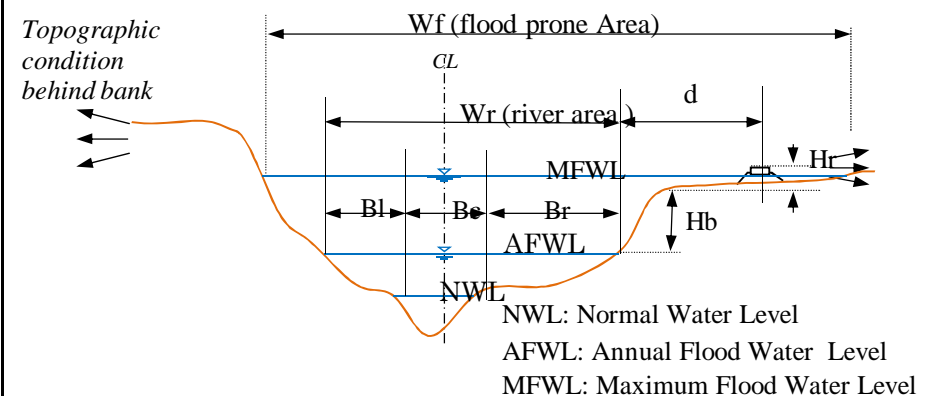 Wf (flood prone Area)
Topographic
condition
behind bank
CL
d
Wr (river area )
Hr
MFWL
Bl
Bc
Br
Hb
AFWL
NWL
NWL: Normal Water Level
AFWL: Annual Flood Water Level
MFWL: Maximum Flood Water Level